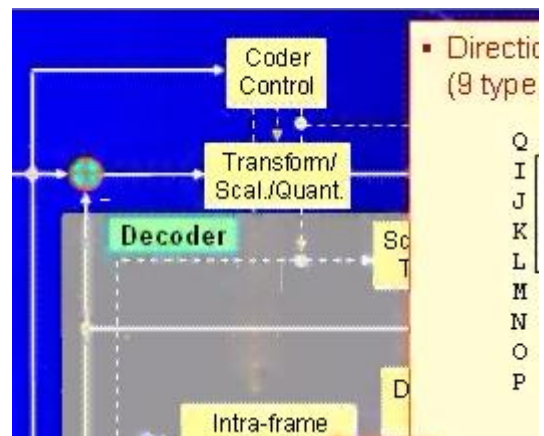 Coder
Control
Transform/
Scal./Quant.
-
Decoder
Sc
T
D
Intra-frame
▪ Directio
(9 type
Q
I
J
K
L
M
N
O
P